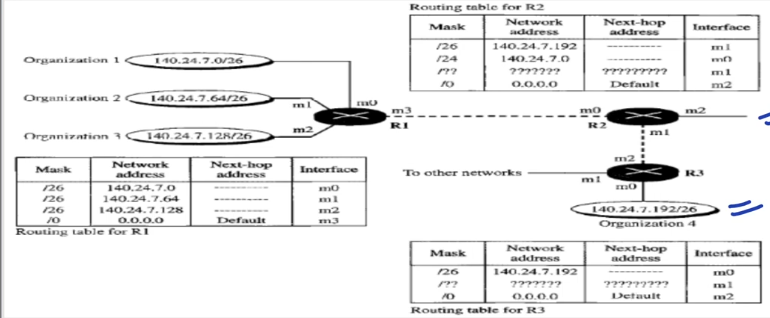 Routing table for R2
Mask Network address Next-hop address Interface
/26 140.24.7.192 ---------- m1
/24 140.24.7.0 ---------- m0
/?? ??????? ????????? m1
/0 0.0.0.0 Default m2
Organization 1 140.24.7.0/26
Organization 2 140.24.7.64/26
Organization 3 140.24.7.128/26
m0
m1
m2
m3
R1
m0
R2
m2
m1
m2
R3
To other networks
m1
m0
140.24.7.192/26
Organization 4
Mask Network address Next-hop address Interface
/26 140.24.7.0 ---------- m0
/26 140.24.7.64 ---------- m1
/26 140.24.7.128 ---------- m2
/0 0.0.0.0 Default m3
Routing table for R1
Mask Network address Next-hop address Interface
/26 140.24.7.192 ---------- m0
/?? ??????? ????????? m1
/0 0.0.0.0 Default m2
Routing table for R3